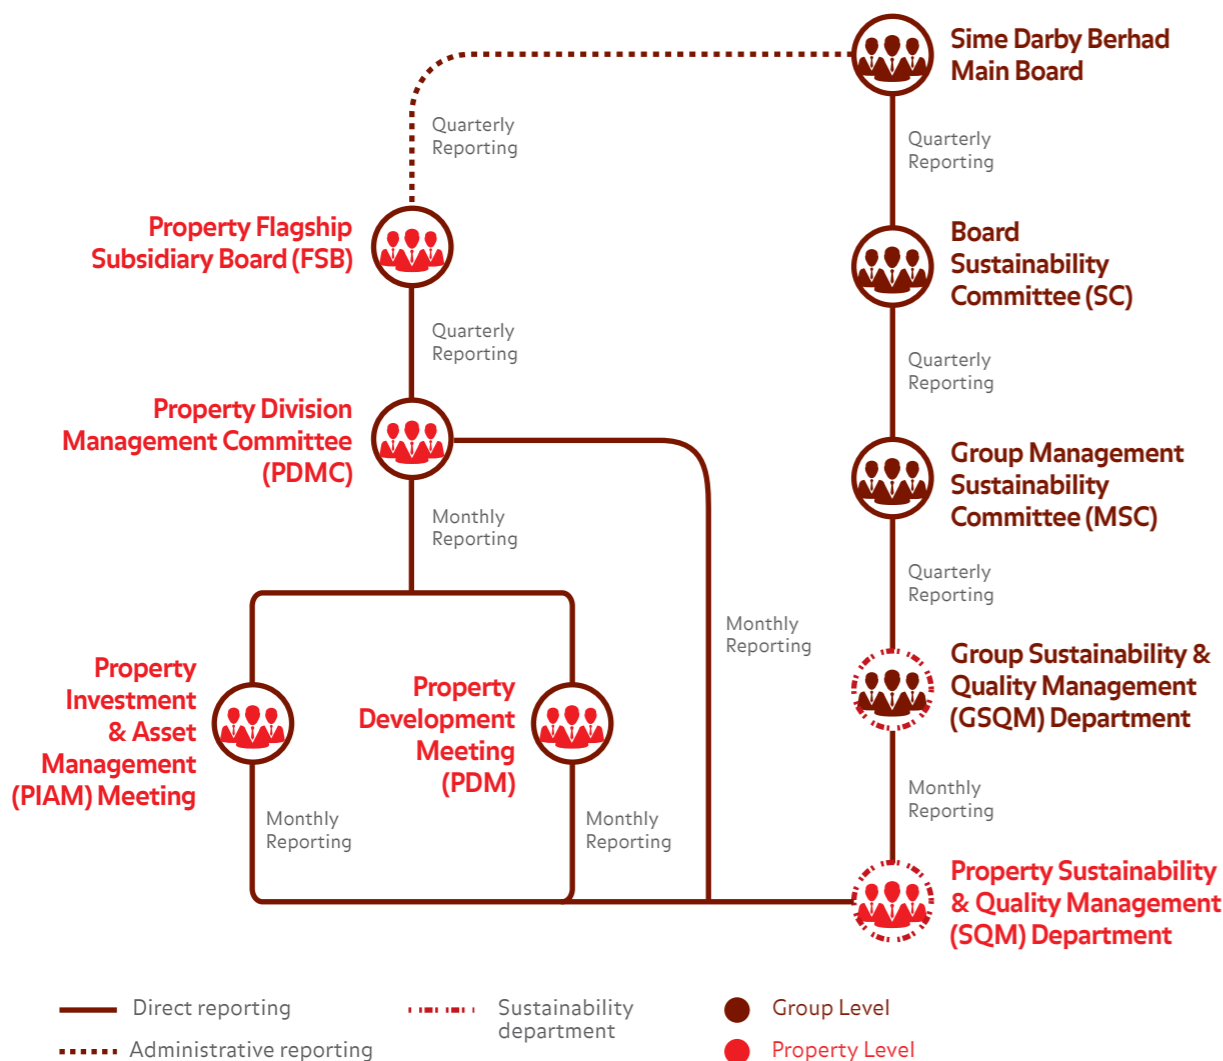 Sime Darby Berhad
Main Board
Quarterly
Reporting
Quarterly
Reporting
Property Flagship
Subsidiary Board (FSB)
Board
Sustainability
Committee (SC)
Quarterly
Reporting
Quarterly
Reporting
Property Division
Management Committee
(PDMC)
Group Management
Sustainability
Committee (MSC)
Monthly
Reporting
Quarterly
Reporting
Monthly
Reporting
Property
Investment
& Asset
Management
(PIAM) Meeting
Property
Development
Meeting
(PDM)
Group Sustainability &
Quality Management
(GSQM) Department
Monthly
Reporting
Monthly
Reporting
Monthly
Reporting
Property Sustainability
& Quality Management
(SQM) Department
Direct reporting
Administrative reporting
Sustainability
department
Group Level
Property Level